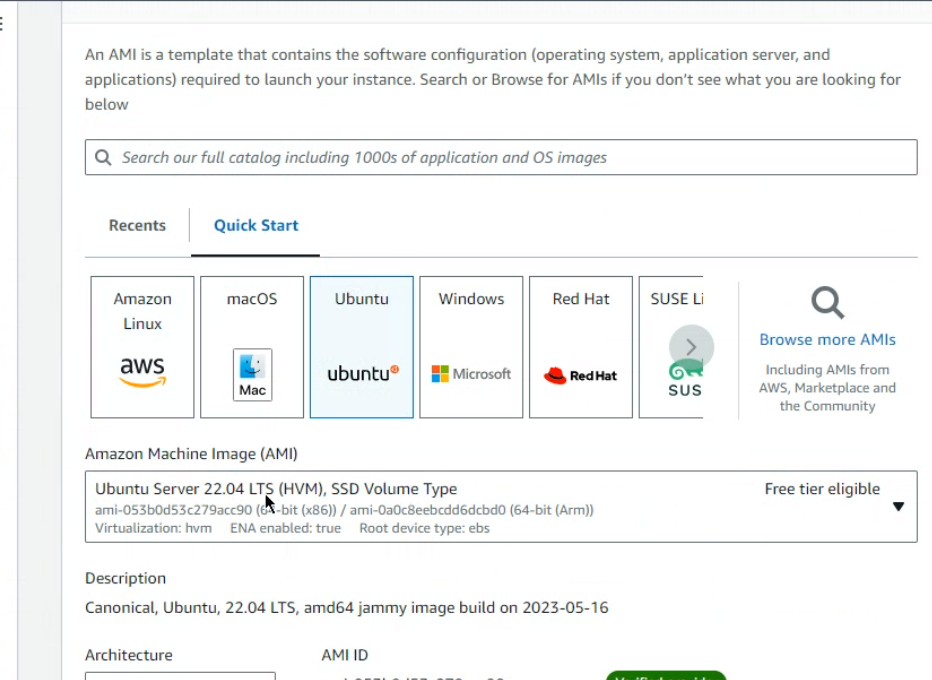 An AMI is a template that contains the software configuration (operating system, application server, and
applications) required to launch your instance. Search or Browse for AMIs if you don't see what you are looking for
below
Search our full catalog including 1000s of application and OS images
Recents
Quick Start
Amazon
Linux
aws
macOS
Mac
Ubuntu
ubuntu
Windows
Microsoft
Red Hat
Red Hat
SUSE Li
SUS
Browse more AMIs
Including AMIs from
AWS, Marketplace and
the Community
Amazon Machine Image (AMI)
Ubuntu Server 22.04 LTS (HVM), SSD Volume Type
Free tier eligible
ami-053b0d53c279acc90 (64-bit (x86)) / ami-0a0c8eebcdd6dcbd0 (64-bit (Arm))
Virtualization: hvm ENA enabled: true Root device type: ebs
Description
Canonical, Ubuntu, 22.04 LTS, amd64 jammy image build on 2023-05-16
Architecture
AMI ID